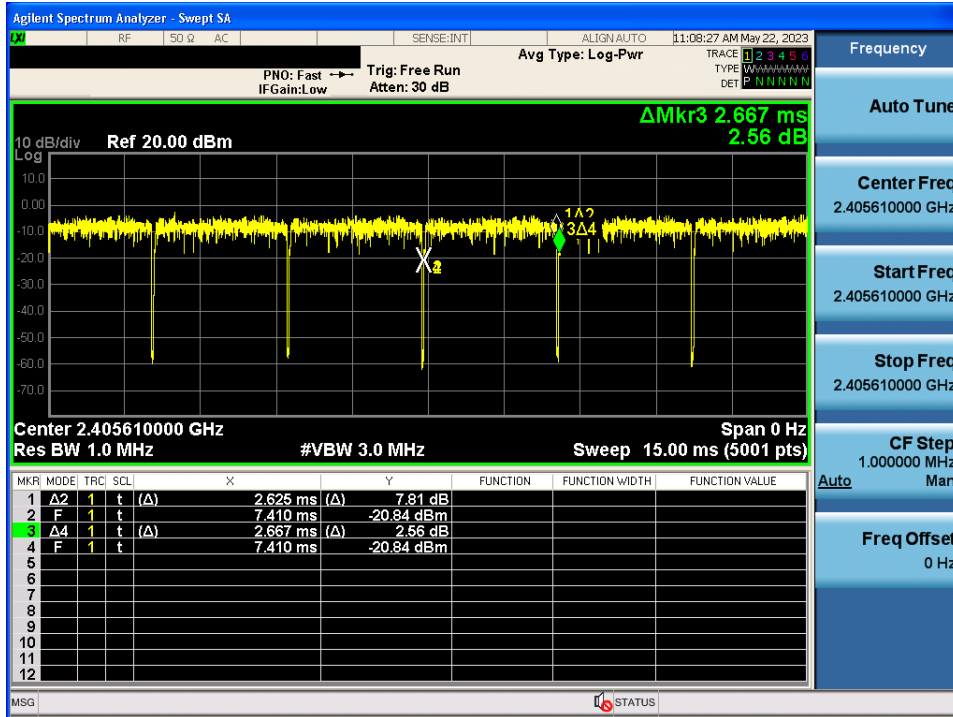 Agilent Spectrum Analyzer - Swept SA
LXI RF 50 Ω AC SENSE:INT ALIGN AUTO 11:08:27 AM May 22, 2023
Avg Type: Log-Pwr TRACE 1 2 3 4 5 6
PNO: Fast Trig: Free Run TYPE WWWWWW
IFGain:Low Atten: 30 dB DET P N N N N N
ΔMkr3 2.667 ms
2.56 dB
10 dB/div Ref 20.00 dBm
Log
10.0
0.00
-10.0
-20.0
-30.0
-40.0
-50.0
-60.0
-70.0
1Δ2
3Δ4
Center 2.405610000 GHz Span 0 Hz
Res BW 1.0 MHz #VBW 3.0 MHz Sweep 15.00 ms (5001 pts)
MKR MODE TRC SCL X Y FUNCTION FUNCTION WIDTH FUNCTION VALUE
1 Δ2 1 t (Δ) 2.625 ms (Δ) 7.81 dB
2 F 1 t 7.410 ms -20.84 dBm
3 Δ4 1 t (Δ) 2.667 ms (Δ) 2.56 dB
4 F 1 t 7.410 ms -20.84 dBm
5
6
7
8
9
10
11
12
MSG STATUS
Frequency
Auto Tune
Center Freq
2.405610000 GHz
Start Freq
2.405610000 GHz
Stop Freq
2.405610000 GHz
CF Step
1.000000 MHz
Auto Man
Freq Offset
0 Hz